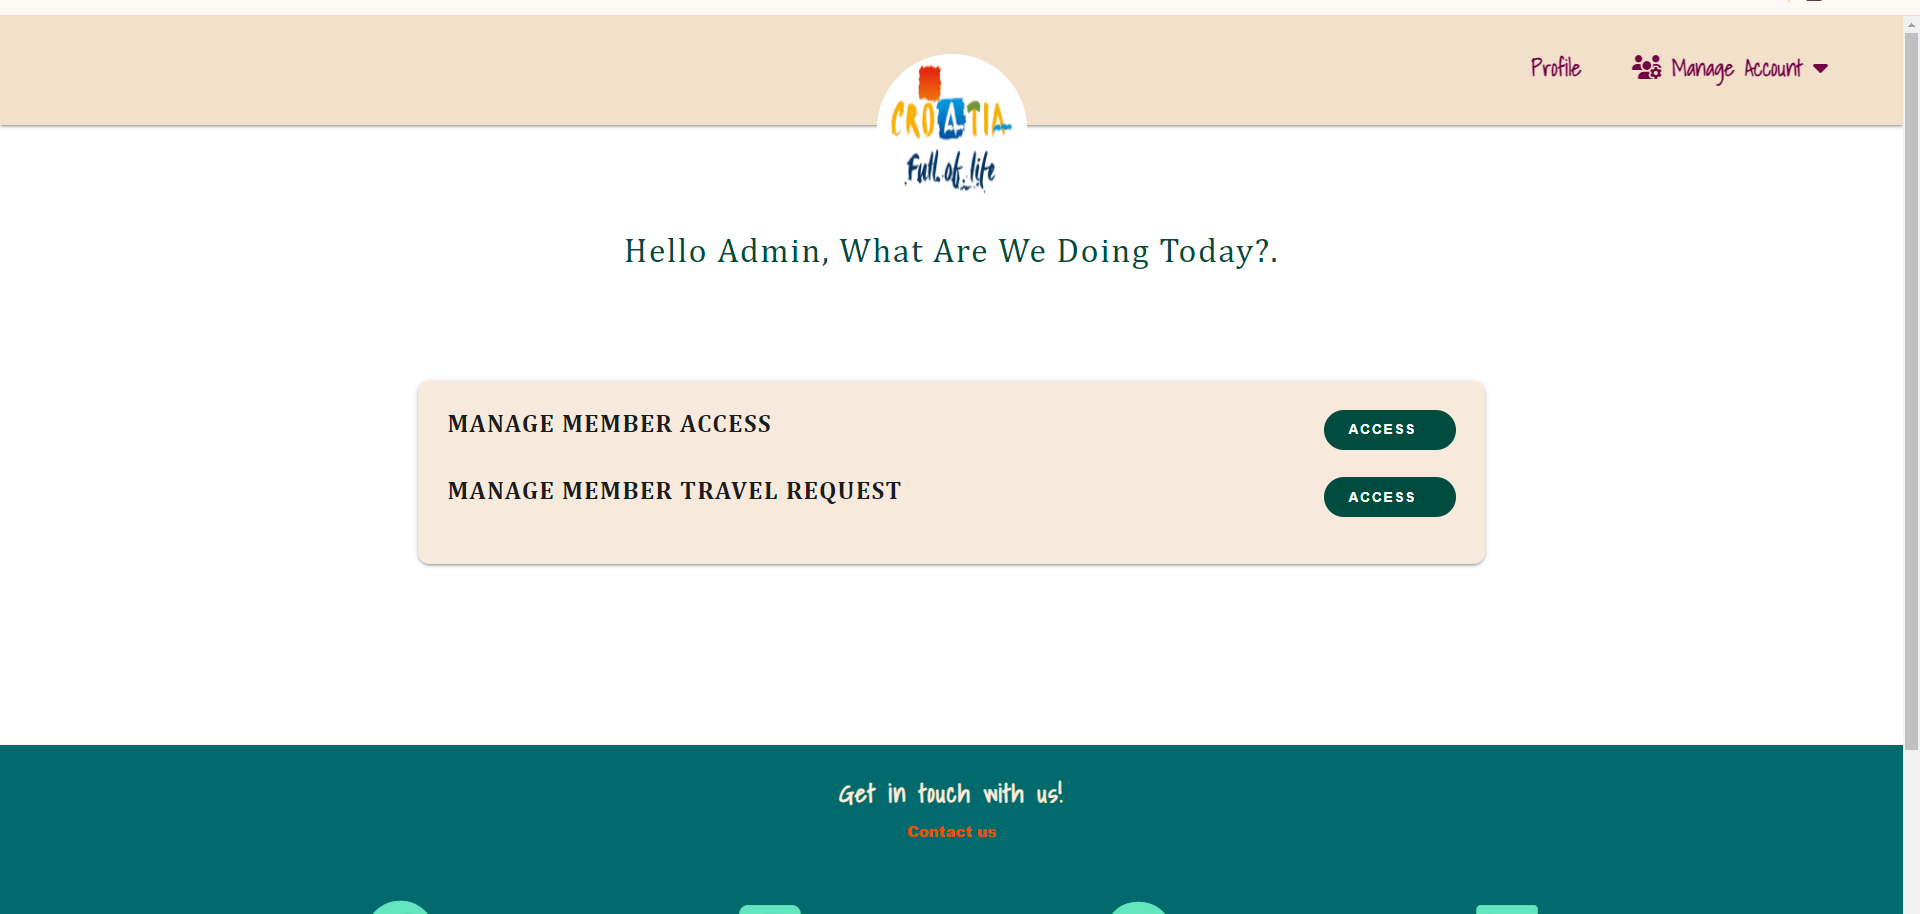 Profile
Manage Account
CROATIA
Full of life
Hello Admin, What Are We Doing Today?.
MANAGE MEMBER ACCESS
ACCESS
MANAGE MEMBER TRAVEL REQUEST
ACCESS
Get in touch with us!
Contact us